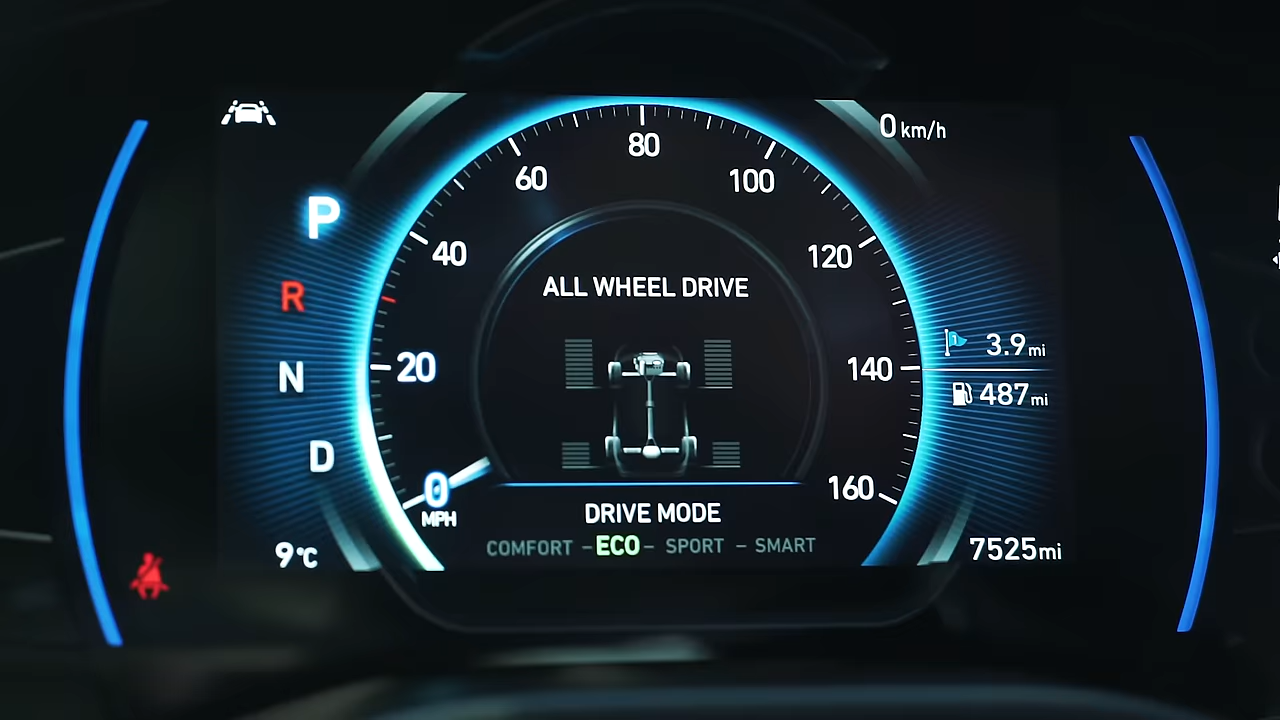 0 km/h
80
60
100
P
40
120
ALL WHEEL DRIVE
R
1
3.9 mi
20
140
N
487 mi
D
0
MPH
160
DRIVE MODE
COMFORT – ECO – SPORT – SMART
9°C
7525 mi